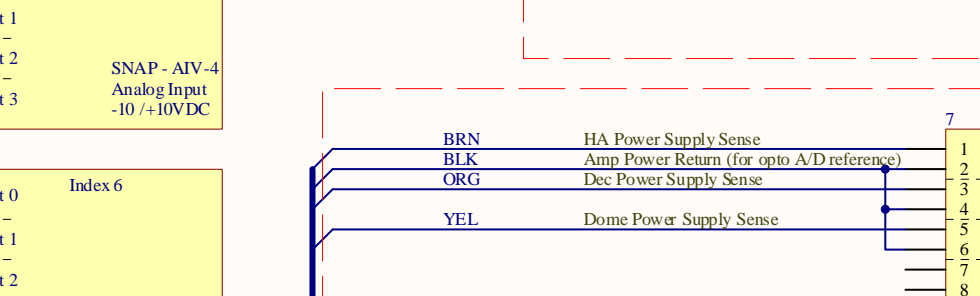 t 1
t 2
t 3
SNAP - AIV-4
Analog Input
-10 /+10VDC
Index 6
t 0
t 1
t 2
BRN HA Power Supply Sense
BLK Amp Power Return (for opto A/D reference)
ORG Dec Power Supply Sense
YEL Dome Power Supply Sense
7
1
2
3
4
5
6
7
8